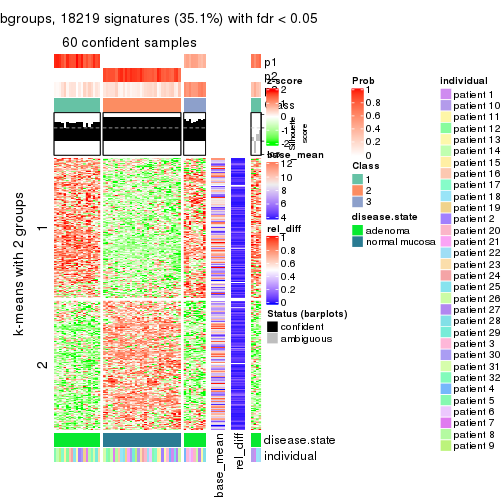 bgroups, 18219 signatures (35.1%) with fdr < 0.05
60 confident samples
p1
p2
Class
Silhouette
score
z-score
2
1
0
-1
-2
base_mean
12
10
8
6
4
rel_diff
1
0.8
0.6
0.4
0.2
0
Status (barplots)
confident
ambiguous
Prob
1
0.8
0.6
0.4
0.2
0
Class
1
2
3
disease.state
adenoma
normal mucosa
individual
patient 1
patient 10
patient 11
patient 12
patient 13
patient 14
patient 15
patient 16
patient 17
patient 18
patient 19
patient 2
patient 20
patient 21
patient 22
patient 23
patient 24
patient 25
patient 26
patient 27
patient 28
patient 29
patient 3
patient 30
patient 31
patient 32
patient 4
patient 5
patient 6
patient 7
patient 8
patient 9
k-means with 2 groups
1
2
disease.state
individual
base_mean
rel_diff